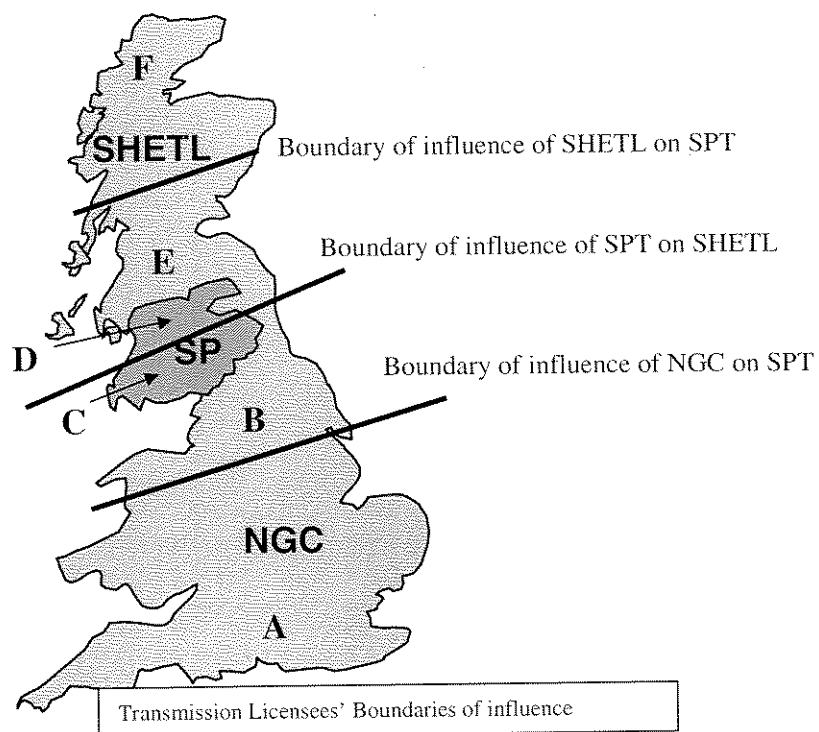 F
SHETL
Boundary of influence of SHETL on SPT
Boundary of influence of SPT on SHETL
E
D
SP
Boundary of influence of NGC on SPT
C
B
NGC
A
Transmission Licensees' Boundaries of influence